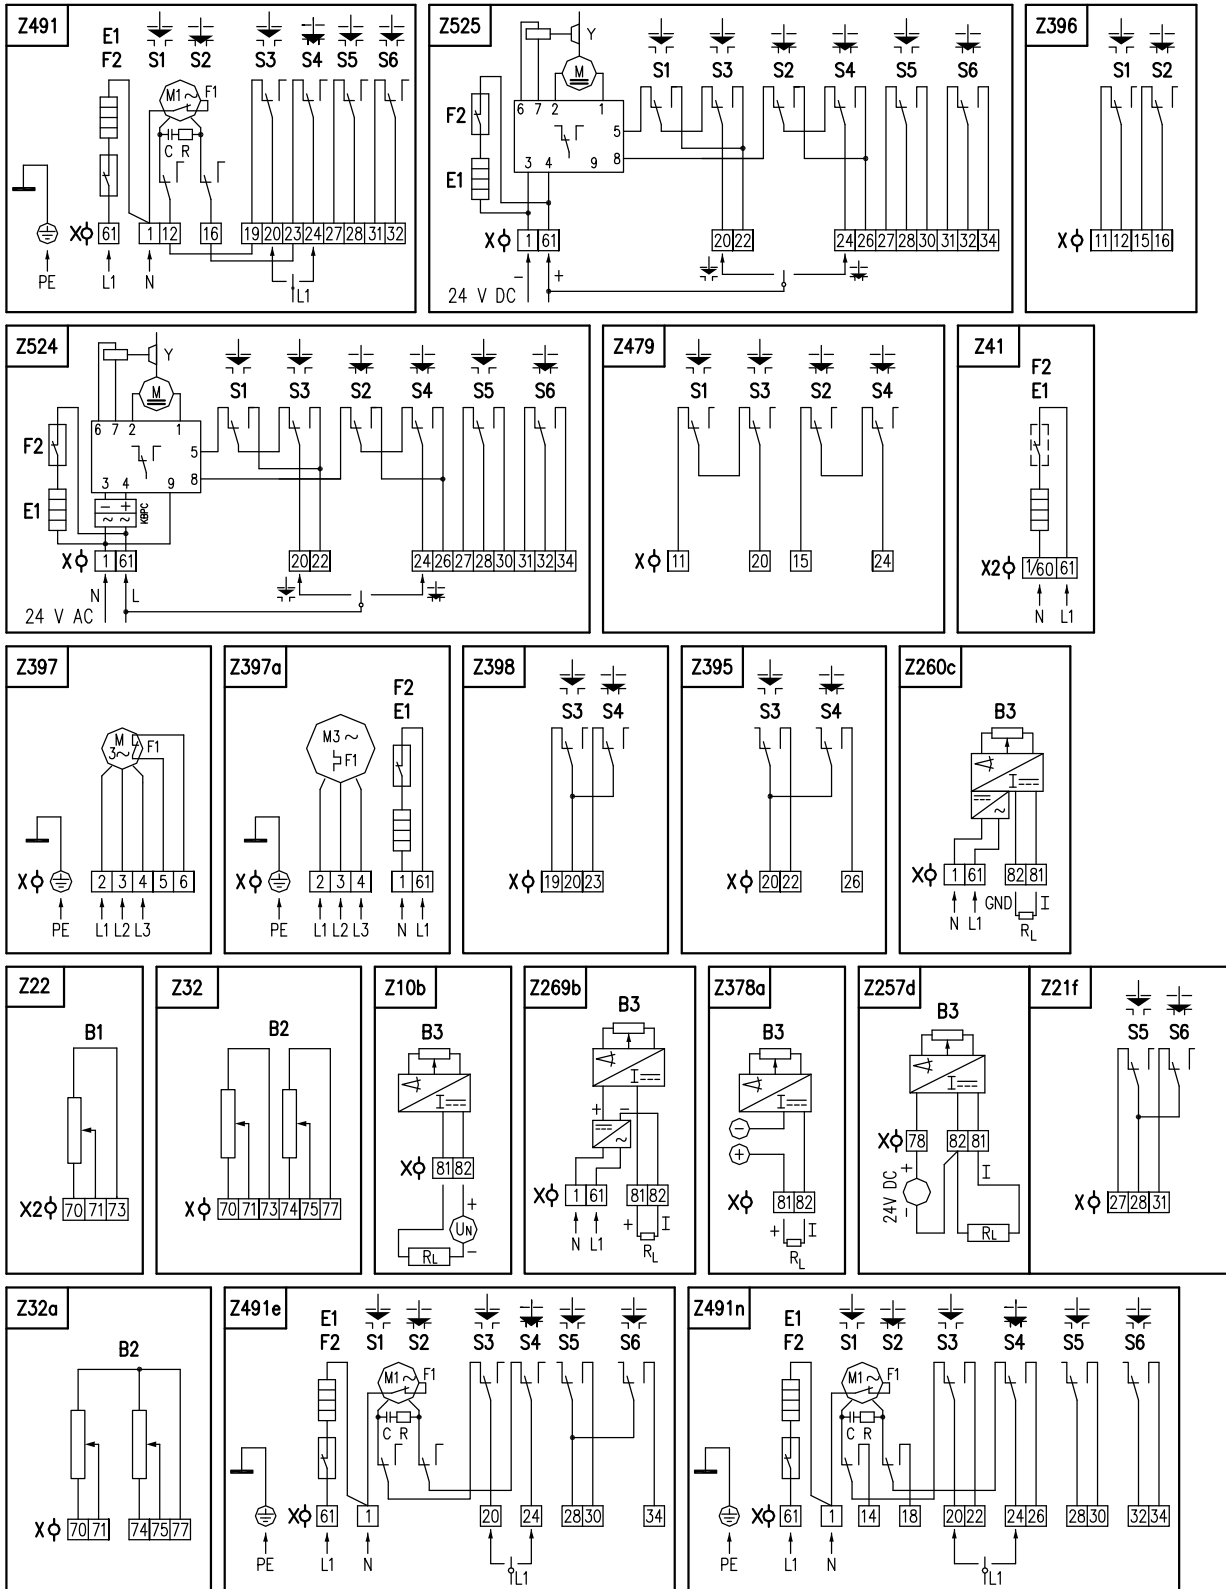 Z491
E1
F2
S1
S2
S3
S4
S5
S6
M1 ~
F1
C R
X
61
1 12
16
19 20 23 24 27 28 31 32
PE
L1
N
L1
Z525
Y
M
S1
S3
S2
S4
S5
S6
F2
6 7 2 1
5
3 4 9 8
E1
X
1 61
20 22
24 26 27 28 30 31 32 34
- +
24 V DC
Z396
S1
S2
X
11 12 15 16
Z524
Y
M
S1
S3
S2
S4
S5
S6
F2
6 7 2 1
5
3 4 9 8
E1
- +
~ ~
KBPC
X
1 61
20 22
24 26 27 28 30 31 32 34
N L
24 V AC
Z479
S1
S3
S2
S4
X
11
20
15
24
Z41
F2
E1
X2
1/60 61
N L1
Z397
M
3~
F1
X
2 3 4 5 6
PE
L1 L2 L3
Z397a
F2
E1
M3 ~
F1
X
2 3 4
1 61
PE
L1 L2 L3
N L1
Z398
S3
S4
X
19 20 23
Z395
S3
S4
X
20 22
26
Z260c
B3
I
~
X
1 61
82 81
GND
I
N L1
RL
Z22
B1
X2
70 71 73
Z32
B2
X
70 71 73 74 75 77
Z10b
B3
I
X
81 82
+
UN
-
RL
Z269b
B3
I
+ -
~
X
1 61
81 82
+ I
N L1
RL
Z378a
B3
I
-
+
X
81 82
+ I
RL
Z257d
B3
I
X
78
82 81
+
24V DC
-
I
RL
Z21f
S5
S6
X
27 28 31
Z32a
B2
X
70 71
74 75 77
Z491e
E1
F2
S1
S2
S3
S4
S5
S6
M1 ~
F1
C R
X
61
1
20
24
28 30
34
PE
L1
N
L1
Z491n
E1
F2
S1
S2
S3
S4
S5
S6
M1 ~
F1
C R
X
61
1
14
18
20 22
24 26
28 30
32 34
PE
L1
N
L1